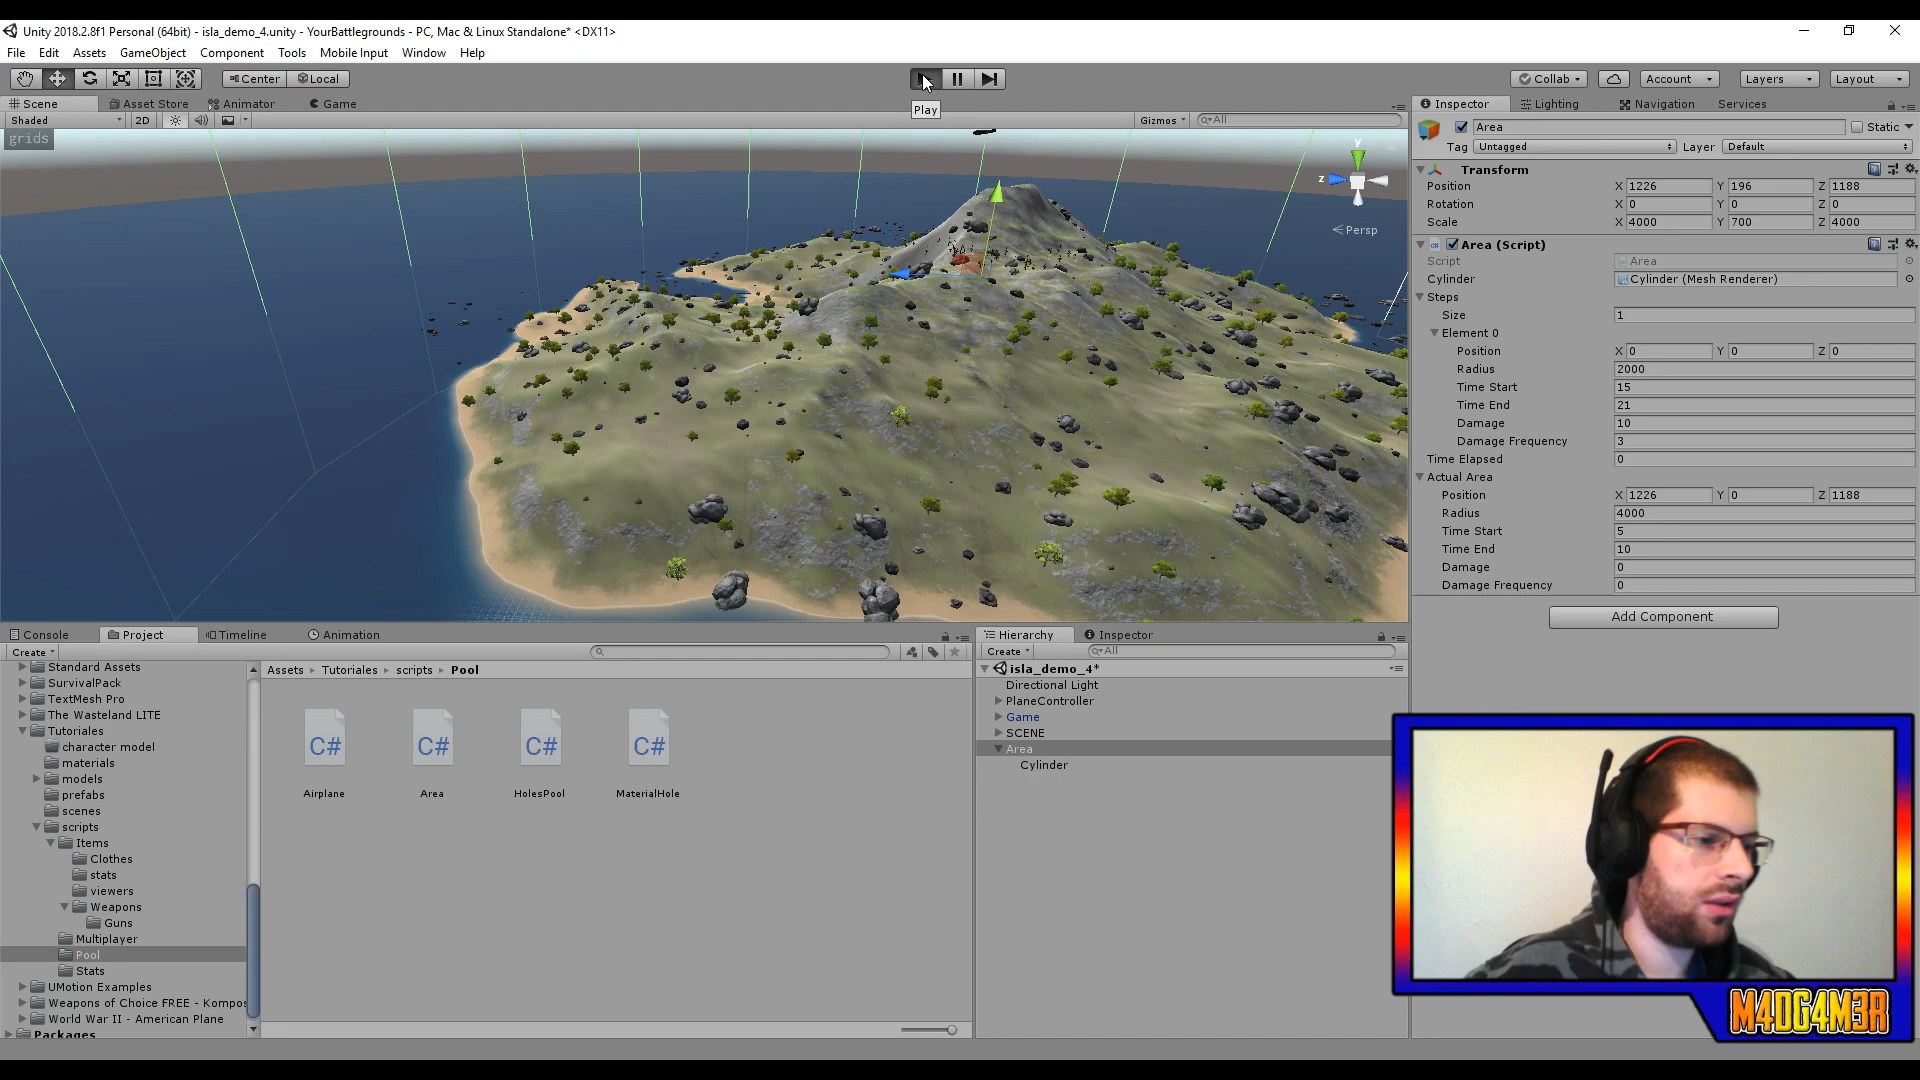 Unity 2018.2.8f1 Personal (64bit) - isla_demo_4.unity - YourBattlegrounds - PC, Mac & Linux Standalone* <DX11>
File Edit Assets GameObject Component Tools Mobile Input Window Help
Center Local Collab Account Layers Layout
Play
Scene Asset Store Animator Game
Shaded 2D Gizmos All
grids
y
z
Persp
Inspector Lighting Navigation Services
Area Static
Tag Untagged Layer Default
Transform
Position X 1226 Y 196 Z 1188
Rotation X 0 Y 0 Z 0
Scale X 4000 Y 700 Z 4000
Area (Script)
Script Area
Cylinder Cylinder (Mesh Renderer)
Steps
Size 1
Element 0
Position X 0 Y 0 Z 0
Radius 2000
Time Start 15
Time End 21
Damage 10
Damage Frequency 3
Time Elapsed 0
Actual Area
Position X 1226 Y 0 Z 1188
Radius 4000
Time Start 5
Time End 10
Damage 0
Damage Frequency 0
Add Component
Console Project Timeline Animation
Create
Standard Assets
SurvivalPack
TextMesh Pro
The Wasteland LITE
Tutoriales
character model
materials
models
prefabs
scenes
scripts
Items
Clothes
stats
viewers
Weapons
Guns
Multiplayer
Pool
Stats
UMotion Examples
Weapons of Choice FREE - Kompos
World War II - American Plane
Packages
Assets Tutoriales scripts Pool
C# C# C# C#
Airplane Area HolesPool MaterialHole
Hierarchy Inspector
Create All
isla_demo_4*
Directional Light
PlaneController
Game
SCENE
Area
Cylinder
M4DG4M3R